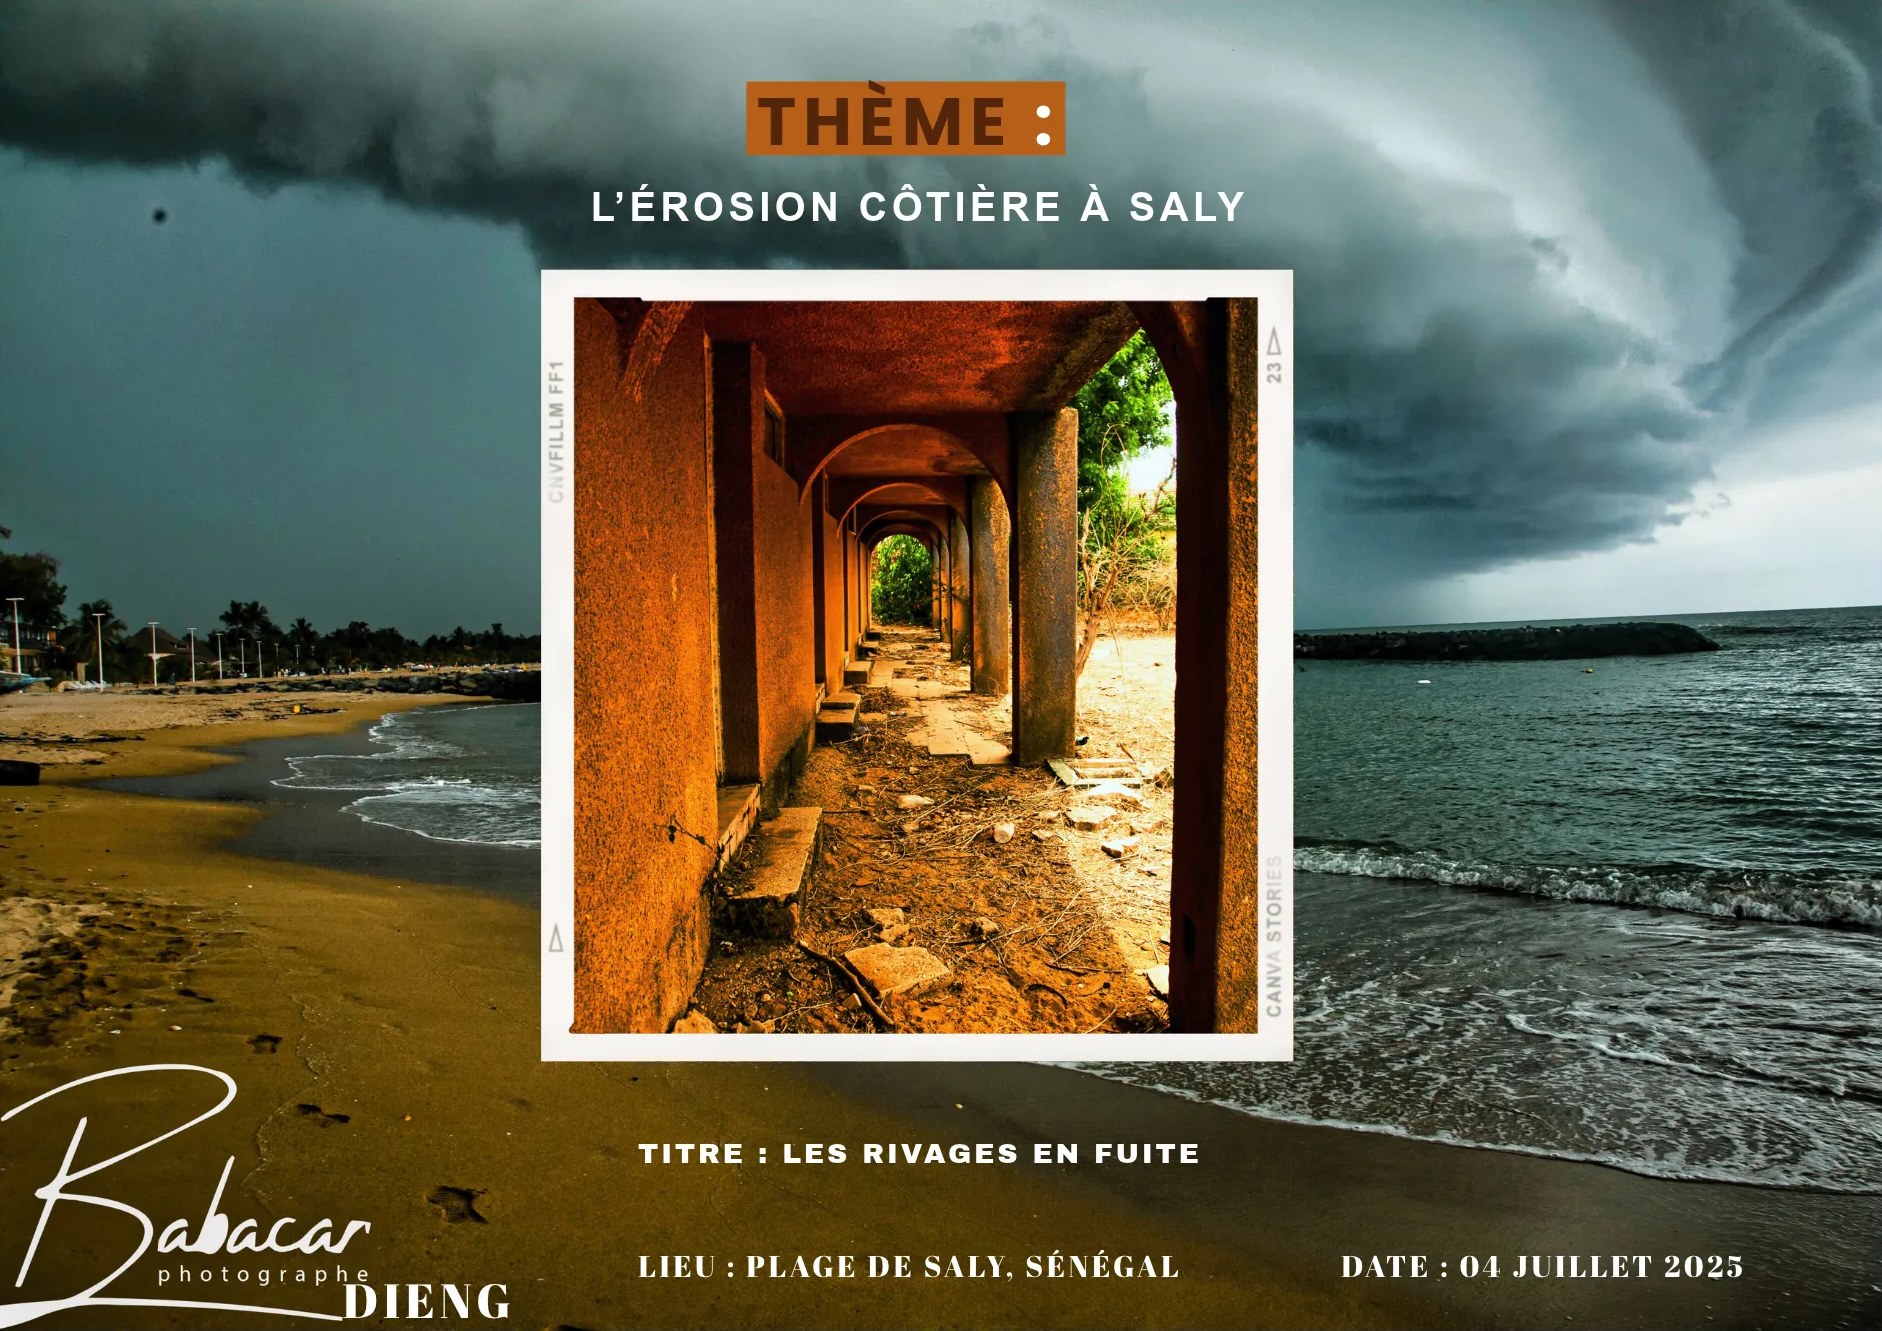 THÈME :
L'ÉROSION CÔTIÈRE À SALY
CNVFILLM FF1
23
CANVA STORIES
TITRE : LES RIVAGES EN FUITE
Babacar
photographe
DIENG
LIEU : PLAGE DE SALY, SÉNÉGAL
DATE : 04 JUILLET 2025